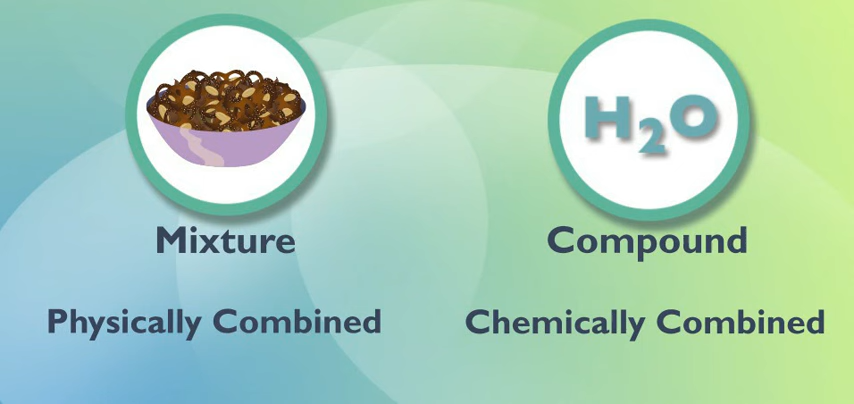 H₂O
Mixture
Compound
Physically Combined
Chemically Combined